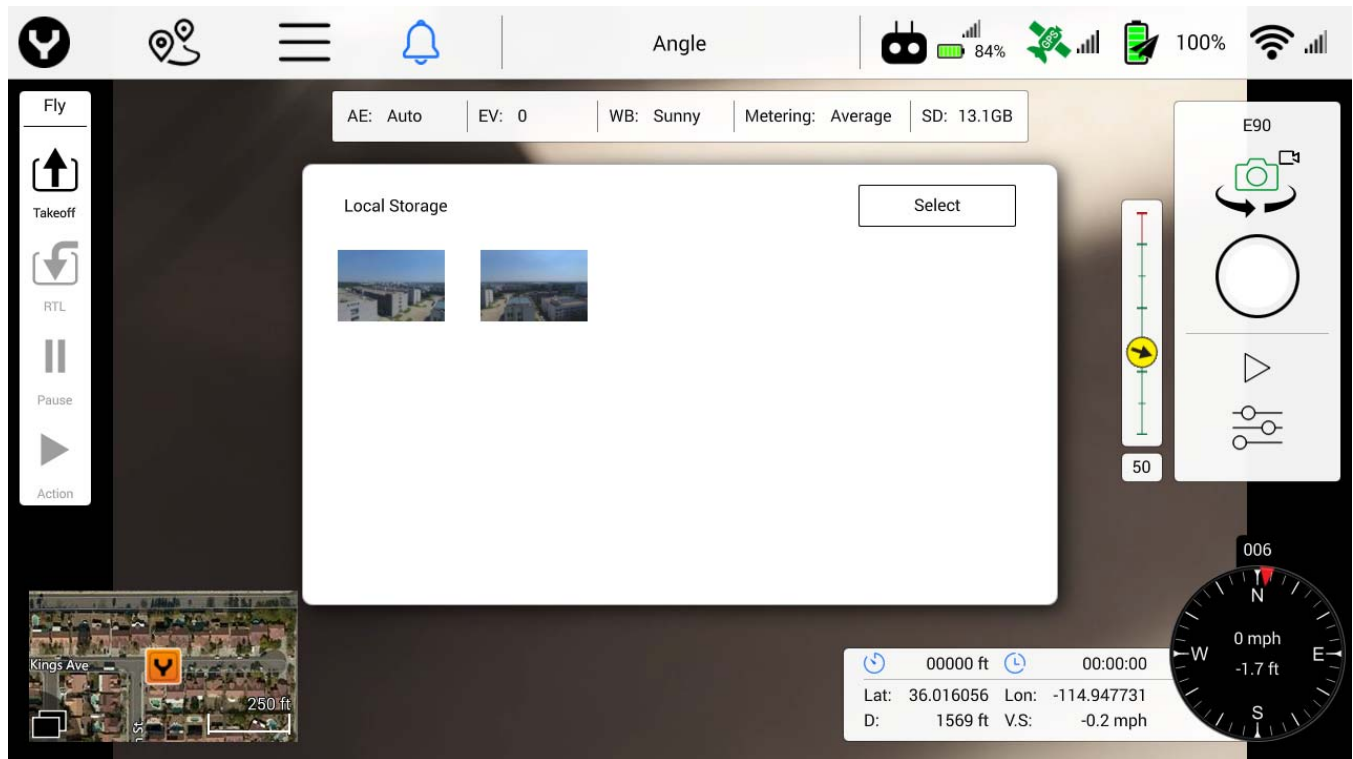 Angle
84%
GPS
100%
Fly
AE: Auto EV: 0 WB: Sunny Metering: Average SD: 13.1GB
E90
Local Storage
Select
Takeoff
RTL
Pause
Action
50
006
N
W
E
S
0 mph
-1.7 ft
Kings Ave
St
250 ft
00000 ft 00:00:00
Lat: 36.016056 Lon: -114.947731
D: 1569 ft V.S: -0.2 mph